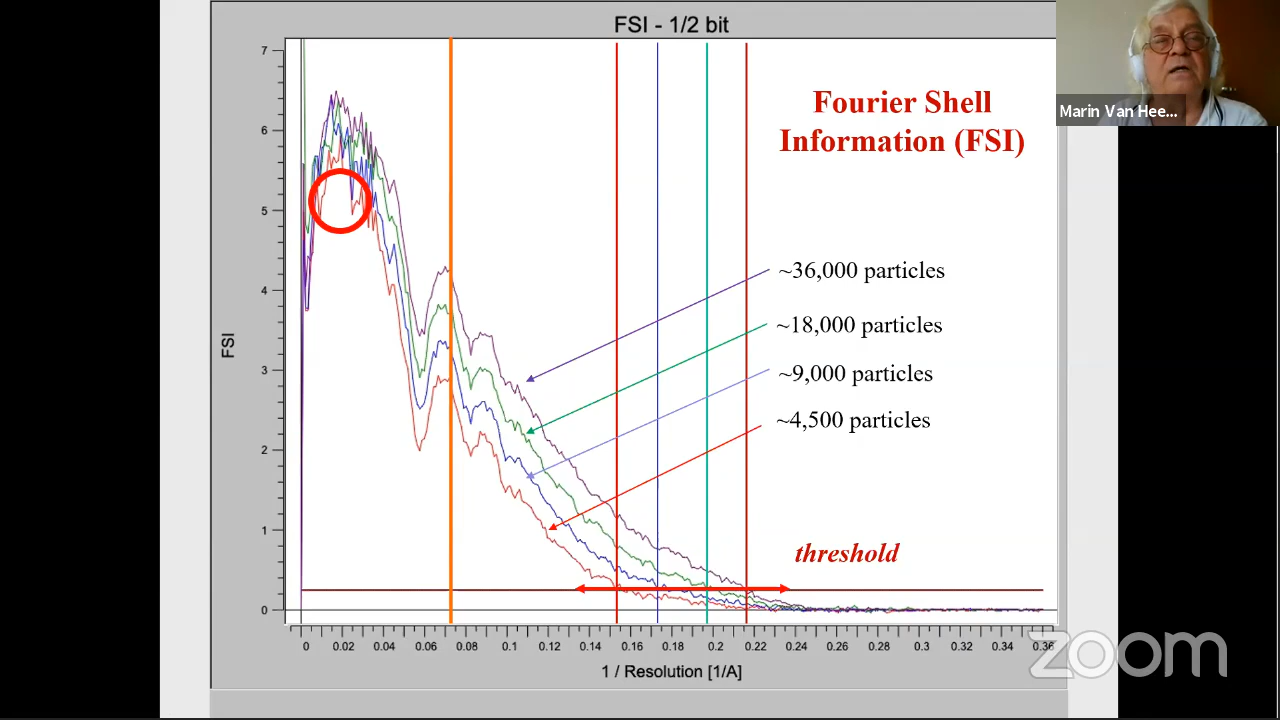 FSI - 1/2 bit
Marin Van Hee...
Fourier Shell
Information (FSI)
~36,000 particles
~18,000 particles
~9,000 particles
~4,500 particles
threshold
FSI
7
6
5
4
3
2
1
0
0 0.02 0.04 0.06 0.08 0.1 0.12 0.14 0.16 0.18 0.2 0.22 0.24 0.26 0.28 0.30 0.32 0.34 0.36
1 / Resolution [1/A]
zoom